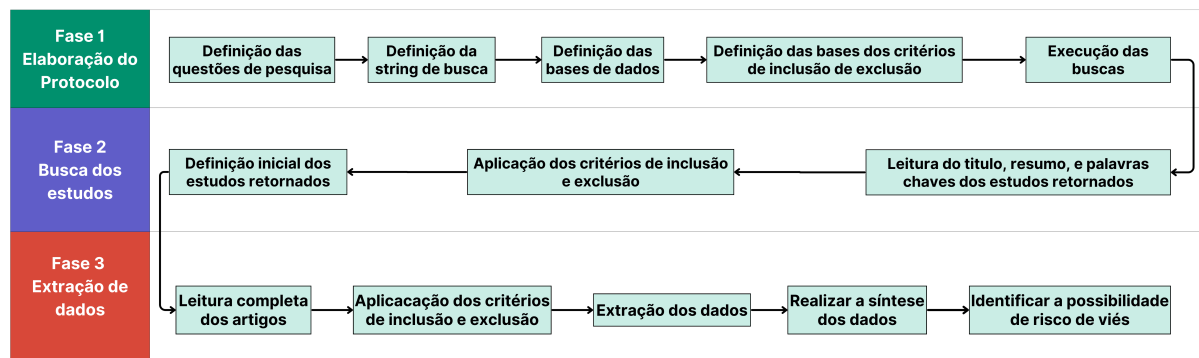 Fase 1
Elaboração do
Protocolo
Definição das
questões de pesquisa
Definição da
string de busca
Definição das
bases de dados
Definição das bases dos critérios
de inclusão de exclusão
Execução das
buscas
Fase 2
Busca dos
estudos
Definição inicial dos
estudos retornados
Aplicação dos critérios de inclusão
e exclusão
Leitura do titulo, resumo, e palavras
chaves dos estudos retornados
Fase 3
Extração de
dados
Leitura completa
dos artigos
Aplicacação dos critérios
de inclusão e exclusão
Extração dos dados
Realizar a síntese
dos dados
Identificar a possibilidade
de risco de viés